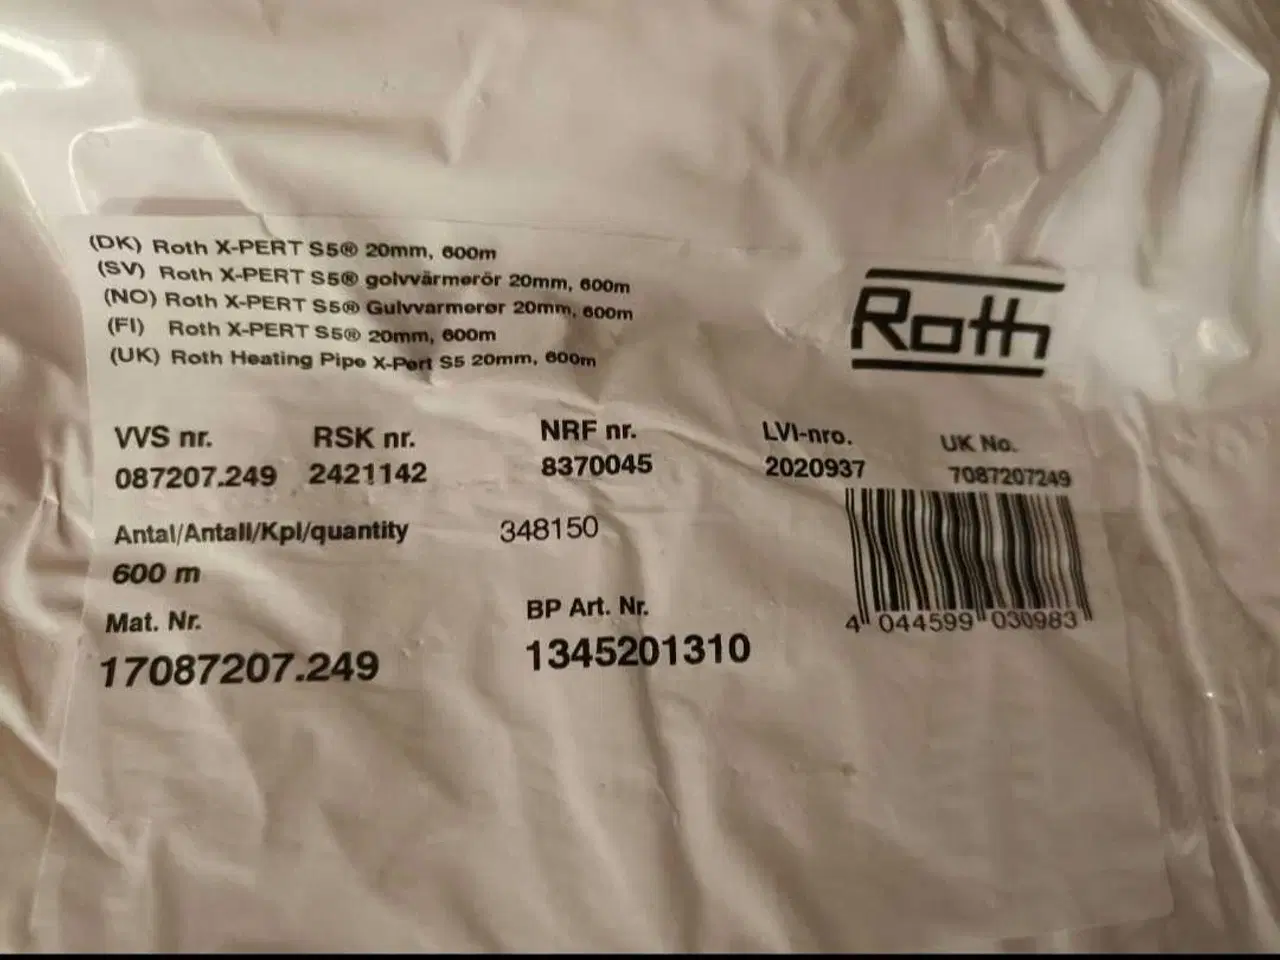 (DK) Roth X-PERT S5® 20mm, 600m
(SV) Roth X-PERT S5® golvvärmerör 20mm, 600m
(NO) Roth X-PERT S5® Gulvvarmerør 20mm, 600m
(FI) Roth X-PERT S5® 20mm, 600m
(UK) Roth Heating Pipe X-Pert S5 20mm, 600m
Roth
VVS nr. RSK nr. NRF nr. LVI-nro. UK No.
087207.249 2421142 8370045 2020937 7087207249
Antal/Antall/Kpl/quantity 348150
600 m
Mat. Nr. BP Art. Nr.
17087207.249 1345201310
4 044599 030983